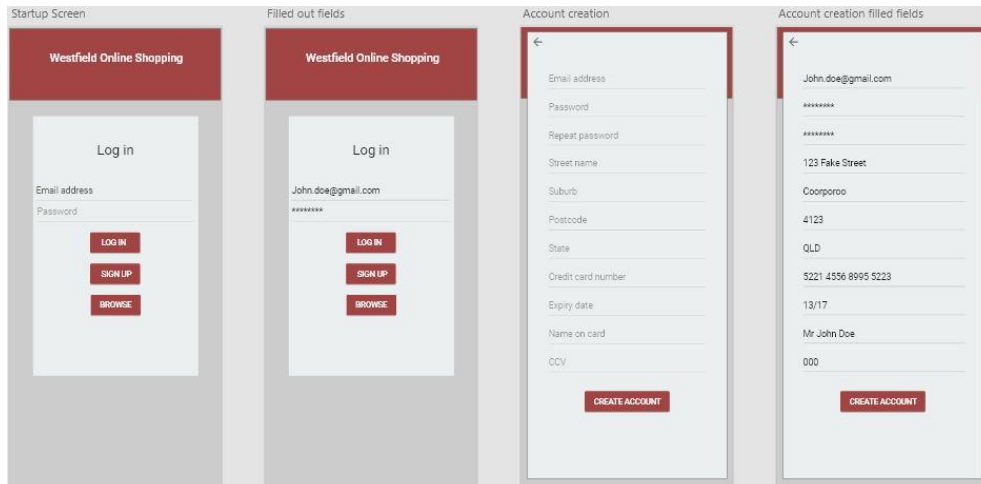 Startup Screen
Westfield Online Shopping
Log in
Email address
Password
LOG IN
SIGN UP
BROWSE
Filled out fields
Westfield Online Shopping
Log in
John.doe@gmail.com
********
LOG IN
SIGN UP
BROWSE
Account creation
Email address
Password
Repeat password
Street name
Suburb
Postcode
State
Credit card number
Expiry date
Name on card
CCV
CREATE ACCOUNT
Account creation filled fields
John.doe@gmail.com
********
********
123 Fake Street
Coorporoo
4123
QLD
5221 4556 8995 5223
13/17
Mr John Doe
000
CREATE ACCOUNT